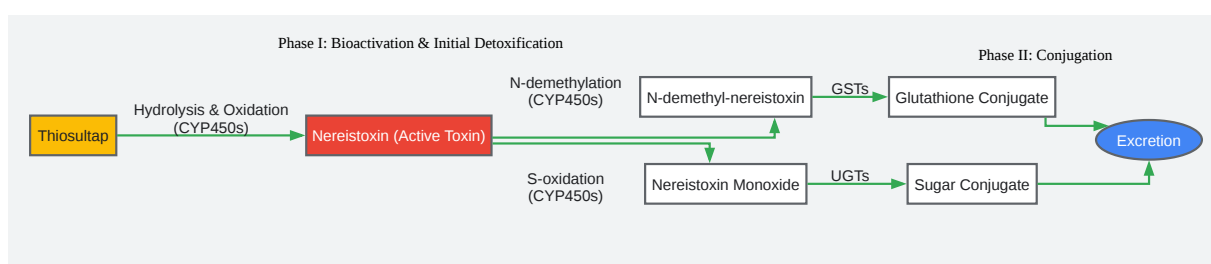 Phase I: Bioactivation & Initial Detoxification
Phase II: Conjugation
Thiosultap
Hydrolysis & Oxidation
(CYP450s)
Nereistoxin (Active Toxin)
N-demethylation
(CYP450s)
N-demethyl-nereistoxin
GSTs
Glutathione Conjugate
Excretion
S-oxidation
(CYP450s)
Nereistoxin Monoxide
UGTs
Sugar Conjugate